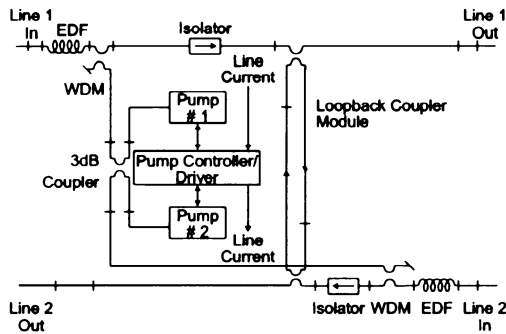 Line 1
In
EDF
Isolator
Line 1
Out
WDM
Line
Current
Pump
# 1
Loopback Coupler
Module
3dB
Coupler
Pump Controller/
Driver
Pump
# 2
Line
Current
Line 2
Out
Isolator
WDM
EDF
Line 2
In